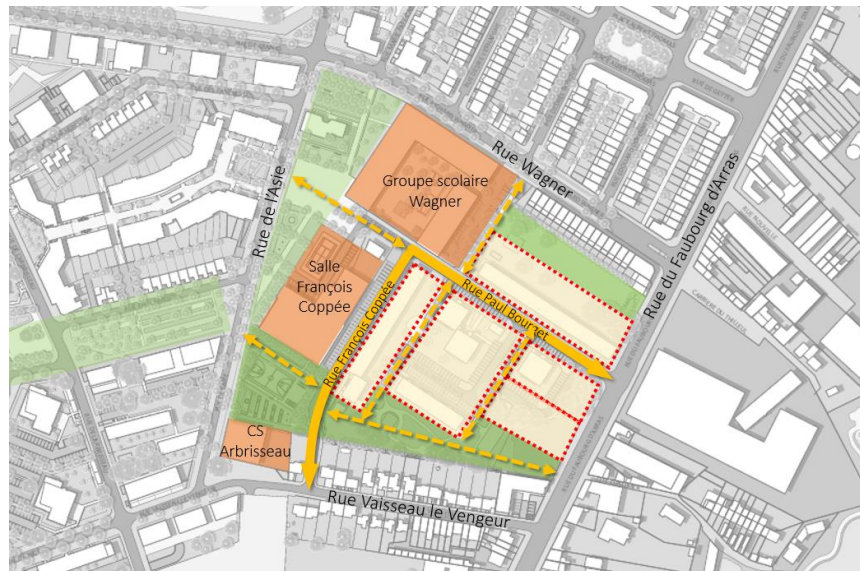 Rue Wagner
Groupe scolaire
Wagner
Rue de l'Asie
Rue du Faubourg d'Arras
Salle
François
Coppée
Rue François Coppée
Rue Paul Bourget
CS
Arbrisseau
Rue Vaisseau le Vengeur